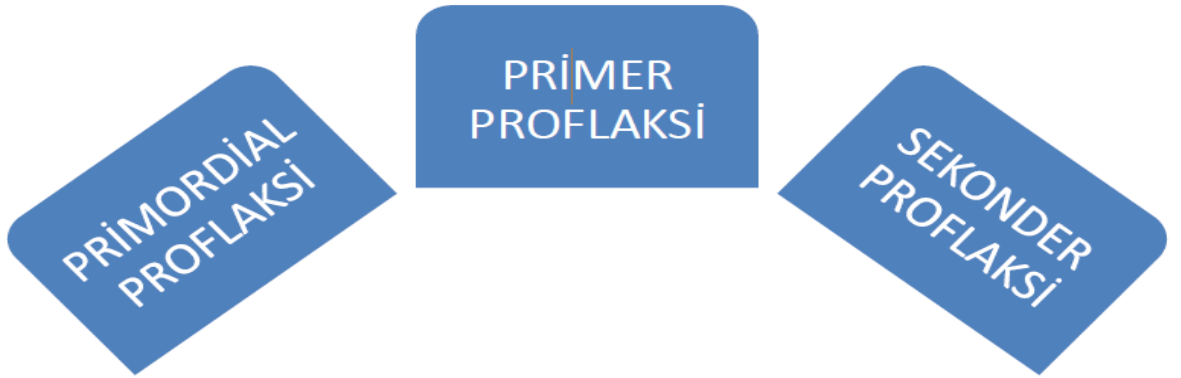 PRİMORDİAL
PROFLAKSİ
PRİMER
PROFLAKSİ
SEKONDER
PROFLAKSİ